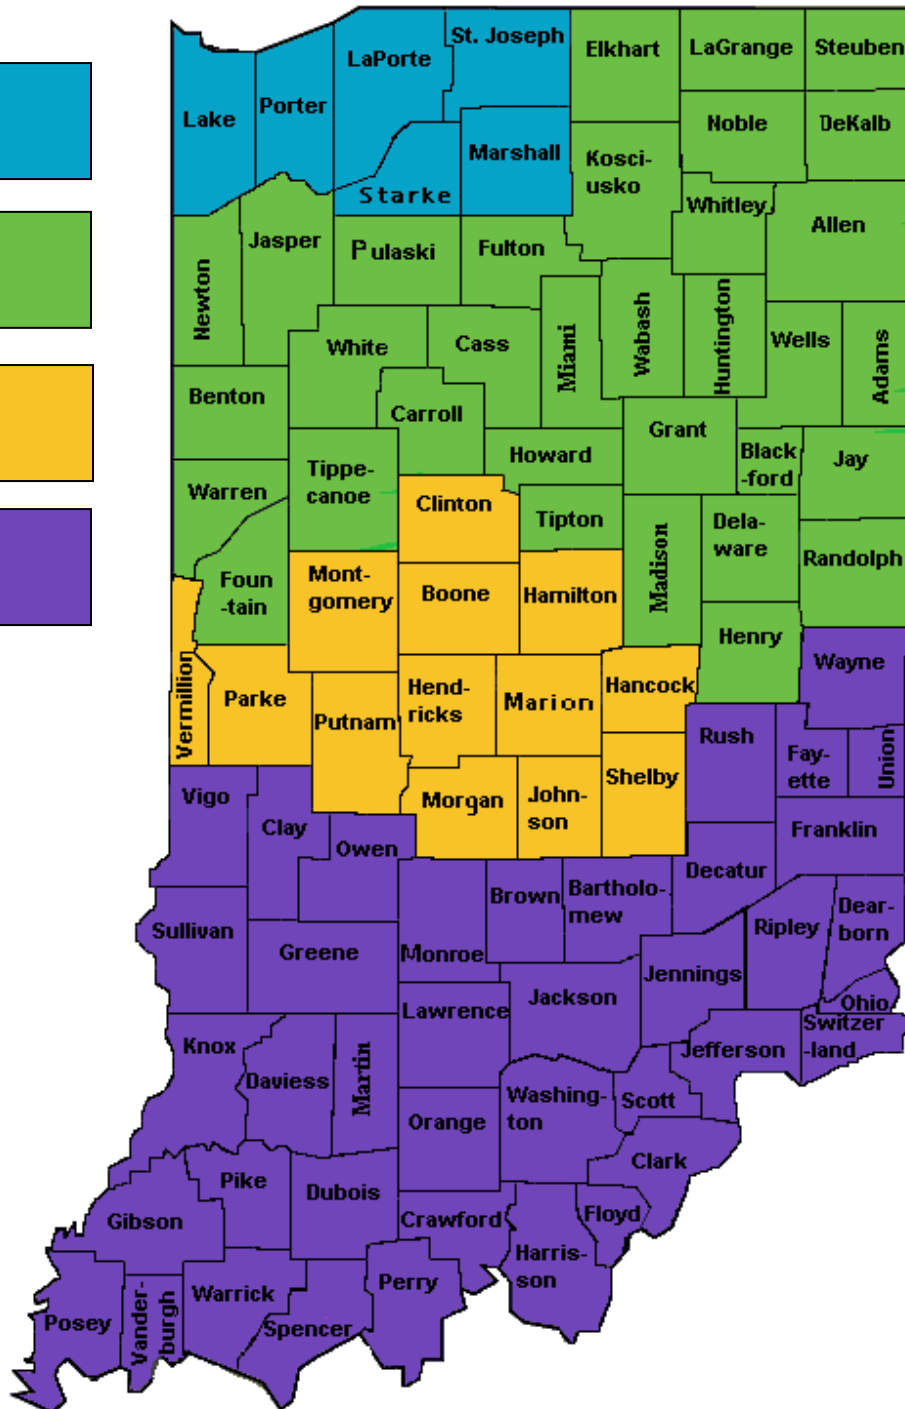 St. Joseph
Elkhart
LaGrange
Steuben
LaPorte
Lake
Porter
Noble
DeKalb
Marshall
Kosci-
usko
Starke
Whitley
Allen
Jasper
Pulaski
Fulton
Newton
White
Cass
Miami
Wabash
Huntington
Wells
Adams
Benton
Carroll
Grant
Howard
Black
-ford
Jay
Warren
Tippe-
canoe
Clinton
Tipton
Madison
Dela-
ware
Randolph
Foun
-tain
Mont-
gomery
Boone
Hamilton
Henry
Wayne
Vermillion
Parke
Putnam
Hend-
ricks
Marion
Hancock
Rush
Fay-
ette
Union
Shelby
Vigo
Morgan
John-
son
Clay
Owen
Franklin
Decatur
Brown
Bartholo-
mew
Sullivan
Greene
Monroe
Ripley
Dear-
born
Jennings
Jackson
Lawrence
Ohio
Switzer
-land
Knox
Daviess
Martin
Jefferson
Orange
Washing-
ton
Scott
Clark
Pike
Dubois
Gibson
Crawford
Floyd
Harris-
son
Posey
Vander-
burgh
Warrick
Spencer
Perry